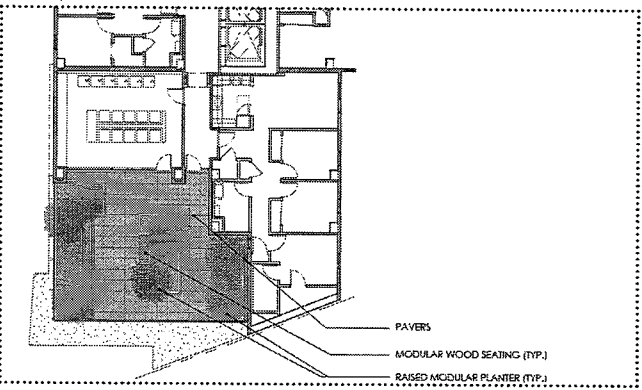 PAVERS
MODULAR WOOD SEATING (TYP.)
RAISED MODULAR PLANTER (TYP.)